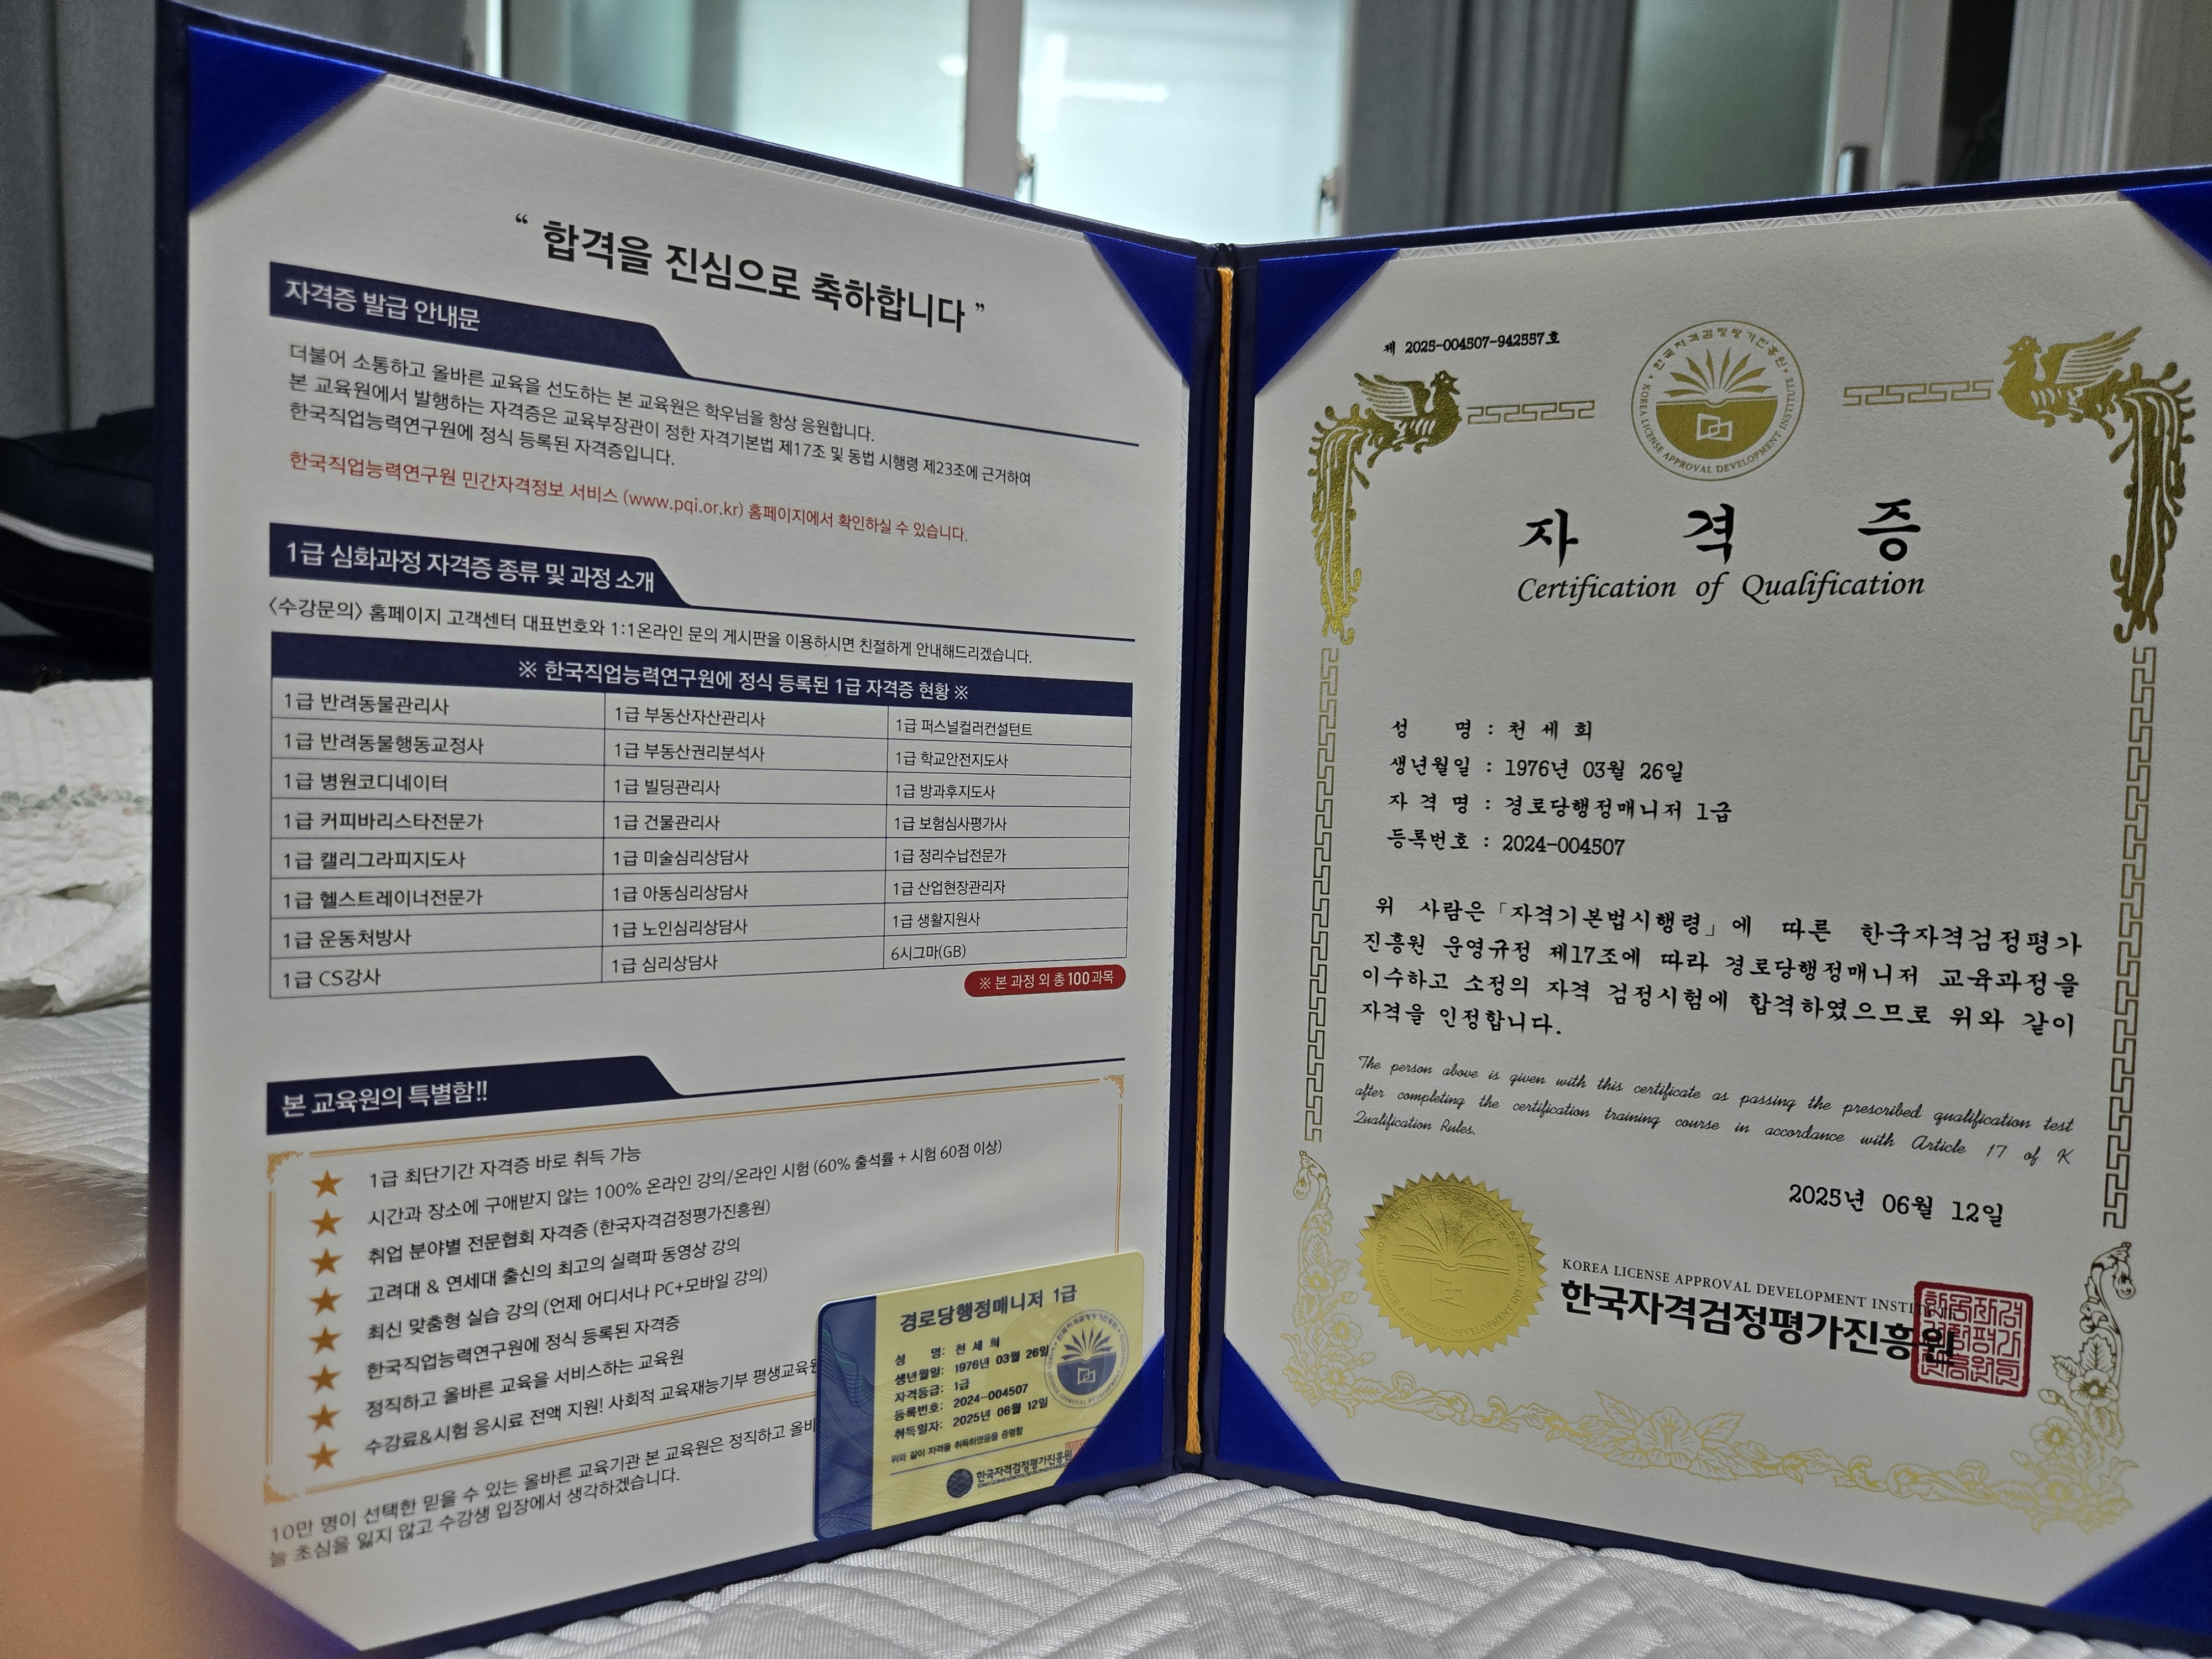 “ 합격을 진심으로 축하합니다 ”
자격증 발급 안내문
더불어 소통하고 올바른 교육을 선도하는 본 교육원은 학우님을 항상 응원합니다.
본 교육원에서 발행하는 자격증은 교육부장관이 정한 자격기본법 제17조 및 동법 시행령 제23조에 근거하여
한국직업능력연구원에 정식 등록된 자격증입니다.
한국직업능력연구원 민간자격정보 서비스 (www.pqi.or.kr) 홈페이지에서 확인하실 수 있습니다.
1급 심화과정 자격증 종류 및 과정 소개
<수강문의> 홈페이지 고객센터 대표번호와 1:1온라인 문의 게시판을 이용하시면 친절하게 안내해드리겠습니다.
※ 한국직업능력연구원에 정식 등록된 1급 자격증 현황 ※
1급 반려동물관리사 1급 부동산자산관리사 1급 퍼스널컬러컨설턴트
1급 반려동물행동교정사 1급 부동산권리분석사 1급 학교안전지도사
1급 병원코디네이터 1급 빌딩관리사 1급 방과후지도사
1급 커피바리스타전문가 1급 건물관리사 1급 보험심사평가사
1급 캘리그라피지도사 1급 미술심리상담사 1급 정리수납전문가
1급 헬스트레이너전문가 1급 아동심리상담사 1급 산업현장관리자
1급 운동처방사 1급 노인심리상담사 1급 생활지원사
1급 CS강사 1급 심리상담사 6시그마(GB)
※ 본 과정 외 총 100과목
본 교육원의 특별함!!
★ 1급 최단기간 자격증 바로 취득 가능
★ 시간과 장소에 구애받지 않는 100% 온라인 강의/온라인 시험 (60% 출석률 + 시험 60점 이상)
★ 취업 분야별 전문협회 자격증 (한국자격검정평가진흥원)
★ 고려대 & 연세대 출신의 최고의 실력파 동영상 강의
★ 최신 맞춤형 실습 강의 (언제 어디서나 PC+모바일 강의)
★ 한국직업능력연구원에 정식 등록된 자격증
★ 정직하고 올바른 교육을 서비스하는 교육원
★ 수강료&시험 응시료 전액 지원! 사회적 교육재능기부 평생교육원
10만 명이 선택한 믿을 수 있는 올바른 교육기관 본 교육원은 정직하고 올바
늘 초심을 잃지 않고 수강생 입장에서 생각하겠습니다.
경로당행정매니저 1급
성 명: 천 세 희
생년월일: 1976년 03월 26일
자격등급: 1급
등록번호: 2024-004507
취득일자: 2025년 06월 12일
위와 같이 자격을 취득하였음을 증명함
한국자격검정평가진흥원
제 2025-004507-942557호
한국자격검정평가진흥원
KOREA LICENSE APPROVAL DEVELOPMENT INSTITUTE
자 격 증
Certification of Qualification
성 명 : 천 세 희
생년월일 : 1976년 03월 26일
자 격 명 : 경로당행정매니저 1급
등록번호 : 2024-004507
위 사람은「자격기본법시행령」에 따른 한국자격검정평가
진흥원 운영규정 제17조에 따라 경로당행정매니저 교육과정을
이수하고 소정의 자격 검정시험에 합격하였으므로 위와 같이
자격을 인정합니다.
The person above is given with this certificate as passing the prescribed qualification test
after completing the certification training course in accordance with Article 17 of K
Qualification Rules.
2025년 06월 12일
KOREA LICENSE APPROVAL DEVELOPMENT INSTITUTE
한국자격검정평가진흥원